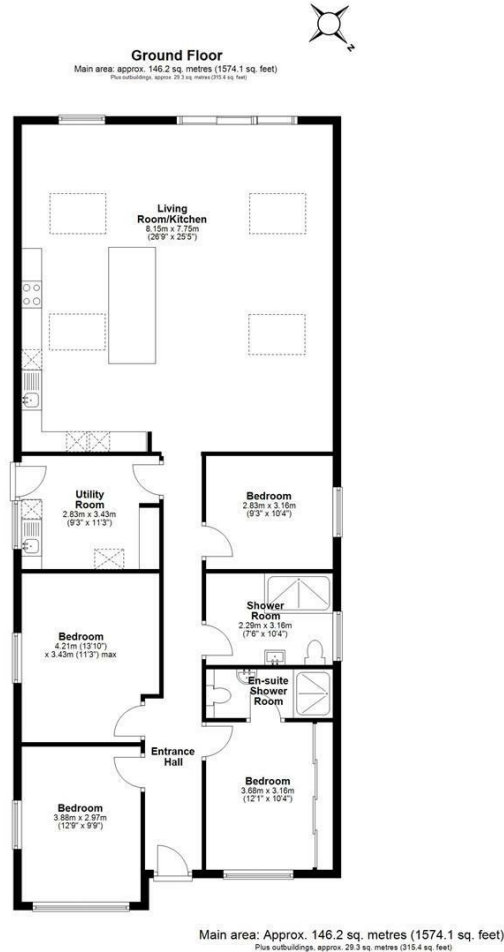 N
Ground Floor
Main area: approx. 146.2 sq. metres (1574.1 sq. feet)
Plus outbuildings, approx. 29.3 sq. metres (315.4 sq. feet)
Living
Room/Kitchen
8.15m x 7.75m
(26'9" x 25'5")
Utility
Room
2.83m x 3.43m
(9'3" x 11'3")
Bedroom
2.83m x 3.16m
(9'3" x 10'4")
Shower
Room
2.29m x 3.16m
(7'6" x 10'4")
Bedroom
4.21m (13'10")
x 3.43m (11'3") max
En-suite
Shower
Room
Entrance
Hall
Bedroom
3.68m x 3.16m
(12'1" x 10'4")
Bedroom
3.88m x 2.97m
(12'9" x 9'9")
Main area: Approx. 146.2 sq. metres (1574.1 sq. feet)
Plus outbuildings, approx. 29.3 sq. metres (315.4 sq. feet)